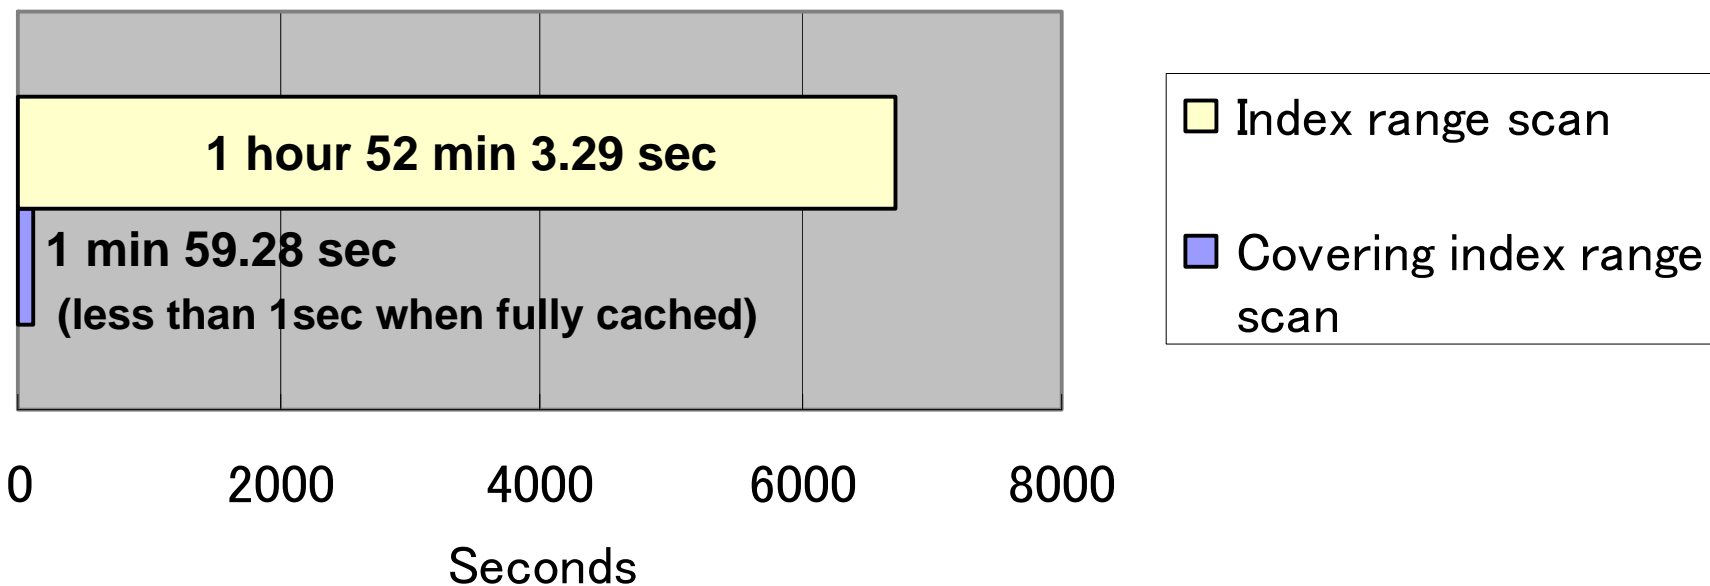 1 hour 52 min 3.29 sec
1 min 59.28 sec
(less than 1sec when fully cached)
0 2000 4000 6000 8000
Seconds
Index range scan
Covering index range
scan